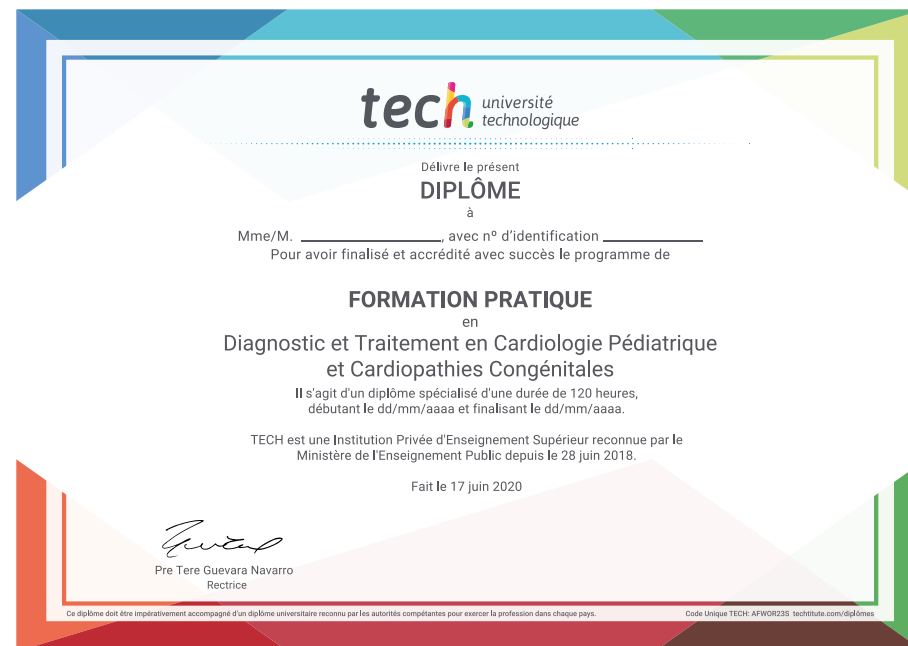 tech université
technologique
Délivre le présent
DIPLÔME
à
Mme/M. ____________________, avec nº d'identification ______________
Pour avoir finalisé et accrédité avec succès le programme de
FORMATION PRATIQUE
en
Diagnostic et Traitement en Cardiologie Pédiatrique
et Cardiopathies Congénitales
Il s'agit d'un diplôme spécialisé d'une durée de 120 heures,
débutant le dd/mm/aaaa et finalisant le dd/mm/aaaa.
TECH est une Institution Privée d'Enseignement Supérieur reconnue par le
Ministère de l'Enseignement Public depuis le 28 juin 2018.
Fait le 17 juin 2020
Pre Tere Guevara Navarro
Rectrice
Ce diplôme doit être impérativement accompagné d'un diplôme universitaire reconnu par les autorités compétantes pour exercer la profession dans chaque pays.
Code Unique TECH: AFWOR23S techtitute.com/diplômes